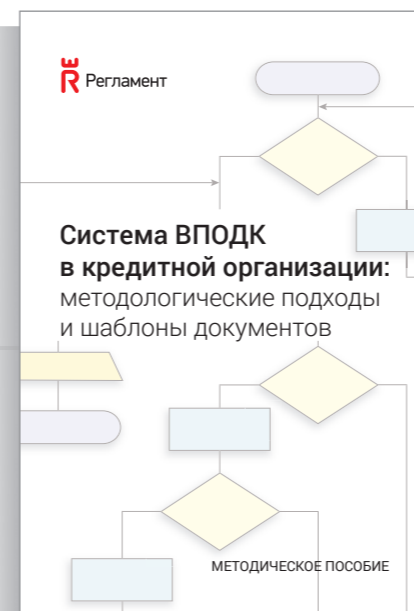 Регламент
Система ВПОДК
в кредитной организации:
методологические подходы
и шаблоны документов
МЕТОДИЧЕСКОЕ ПОСОБИЕ